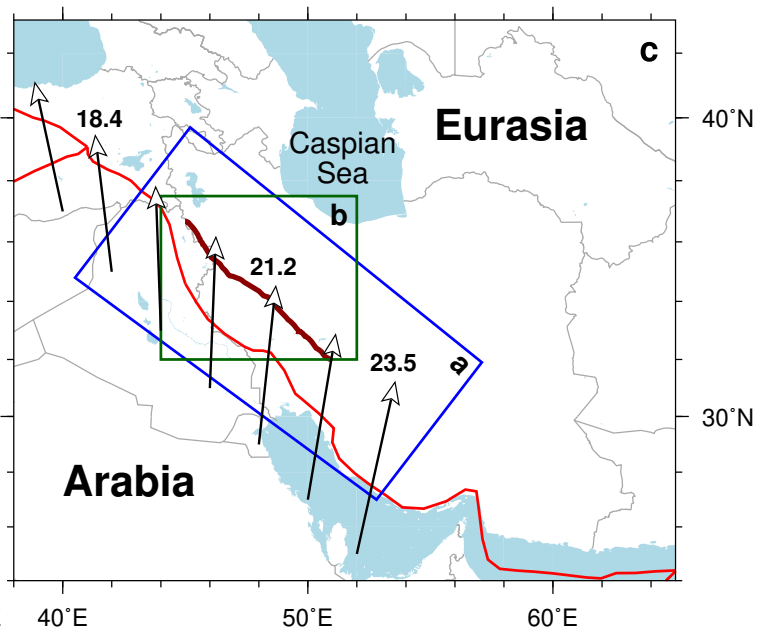 c
18.4
40˚N
Eurasia
Caspian
Sea
b
21.2
23.5
a
30˚N
Arabia
40˚E
50˚E
60˚E